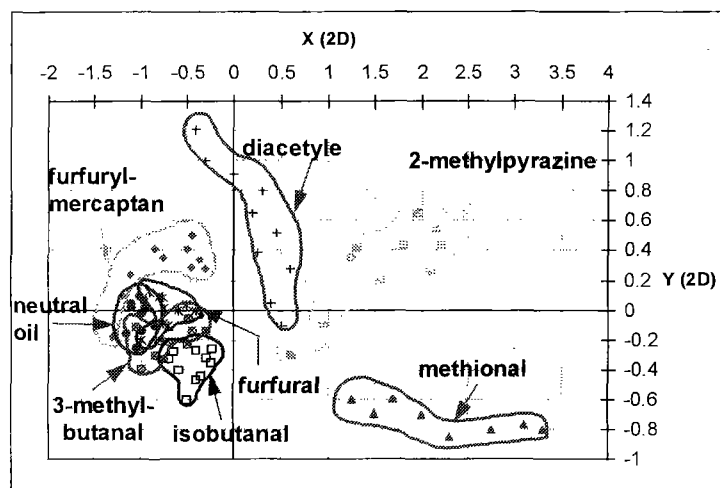 X (2D)
-2 -1.5 -1 -0.5 0 0.5 1 1.5 2 2.5 3 3.5 4
1.4
1.2
1
0.8
0.6
0.4
0.2
0
-0.2
-0.4
-0.6
-0.8
-1
Y (2D)
diacetyle
2-methylpyrazine
furfuryl-
mercaptan
neutral
oil
furfural
methional
3-methyl-
butanal
isobutanal